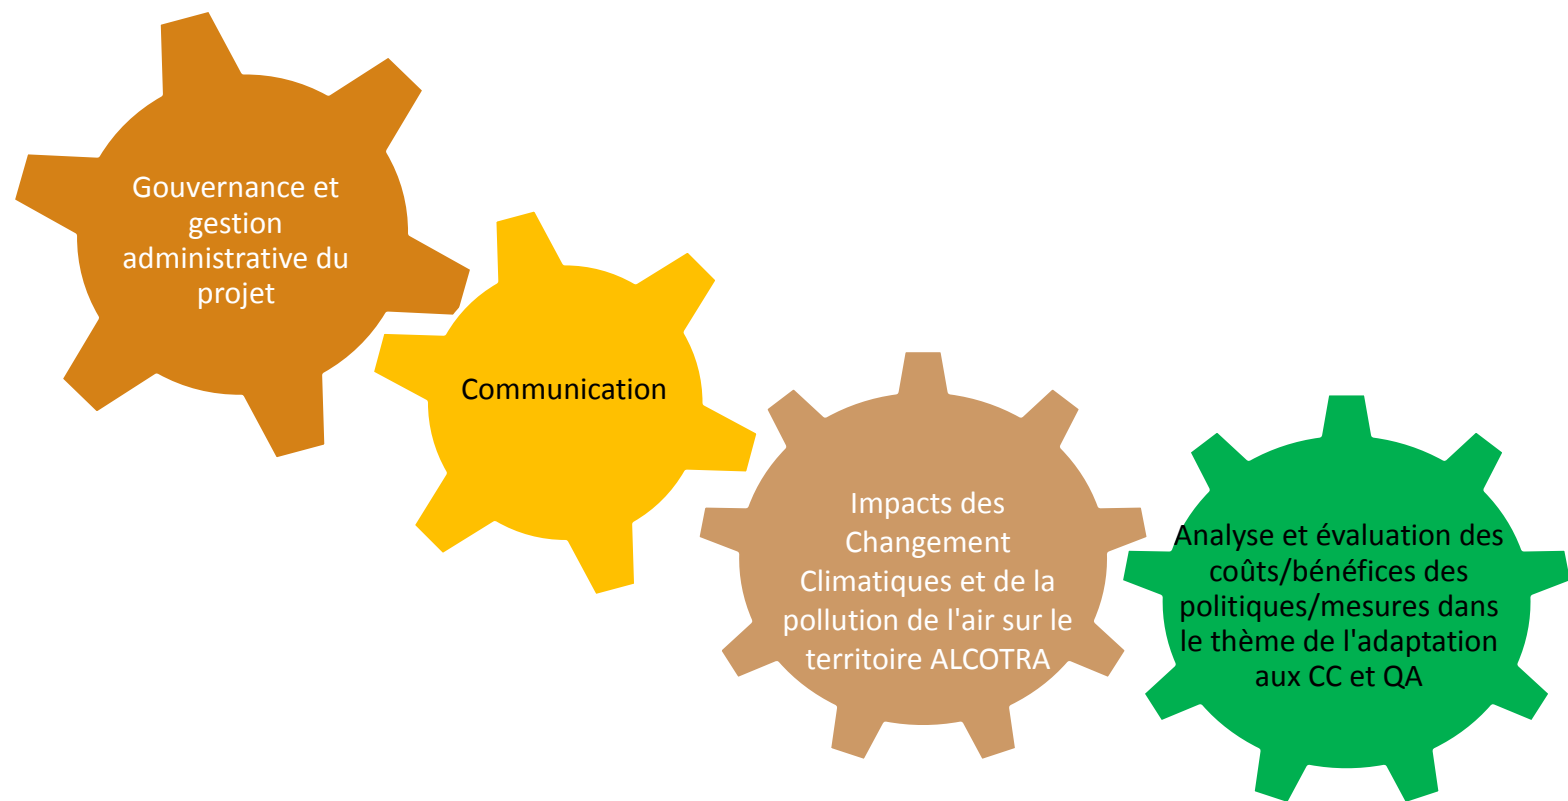 Gouvernance et
gestion
administrative du
projet
Communication
Impacts des
Changement
Climatiques et de la
pollution de l'air sur le
territoire ALCOTRA
Analyse et évaluation des
coûts/bénéfices des
politiques/mesures dans
le thème de l'adaptation
aux CC et QA